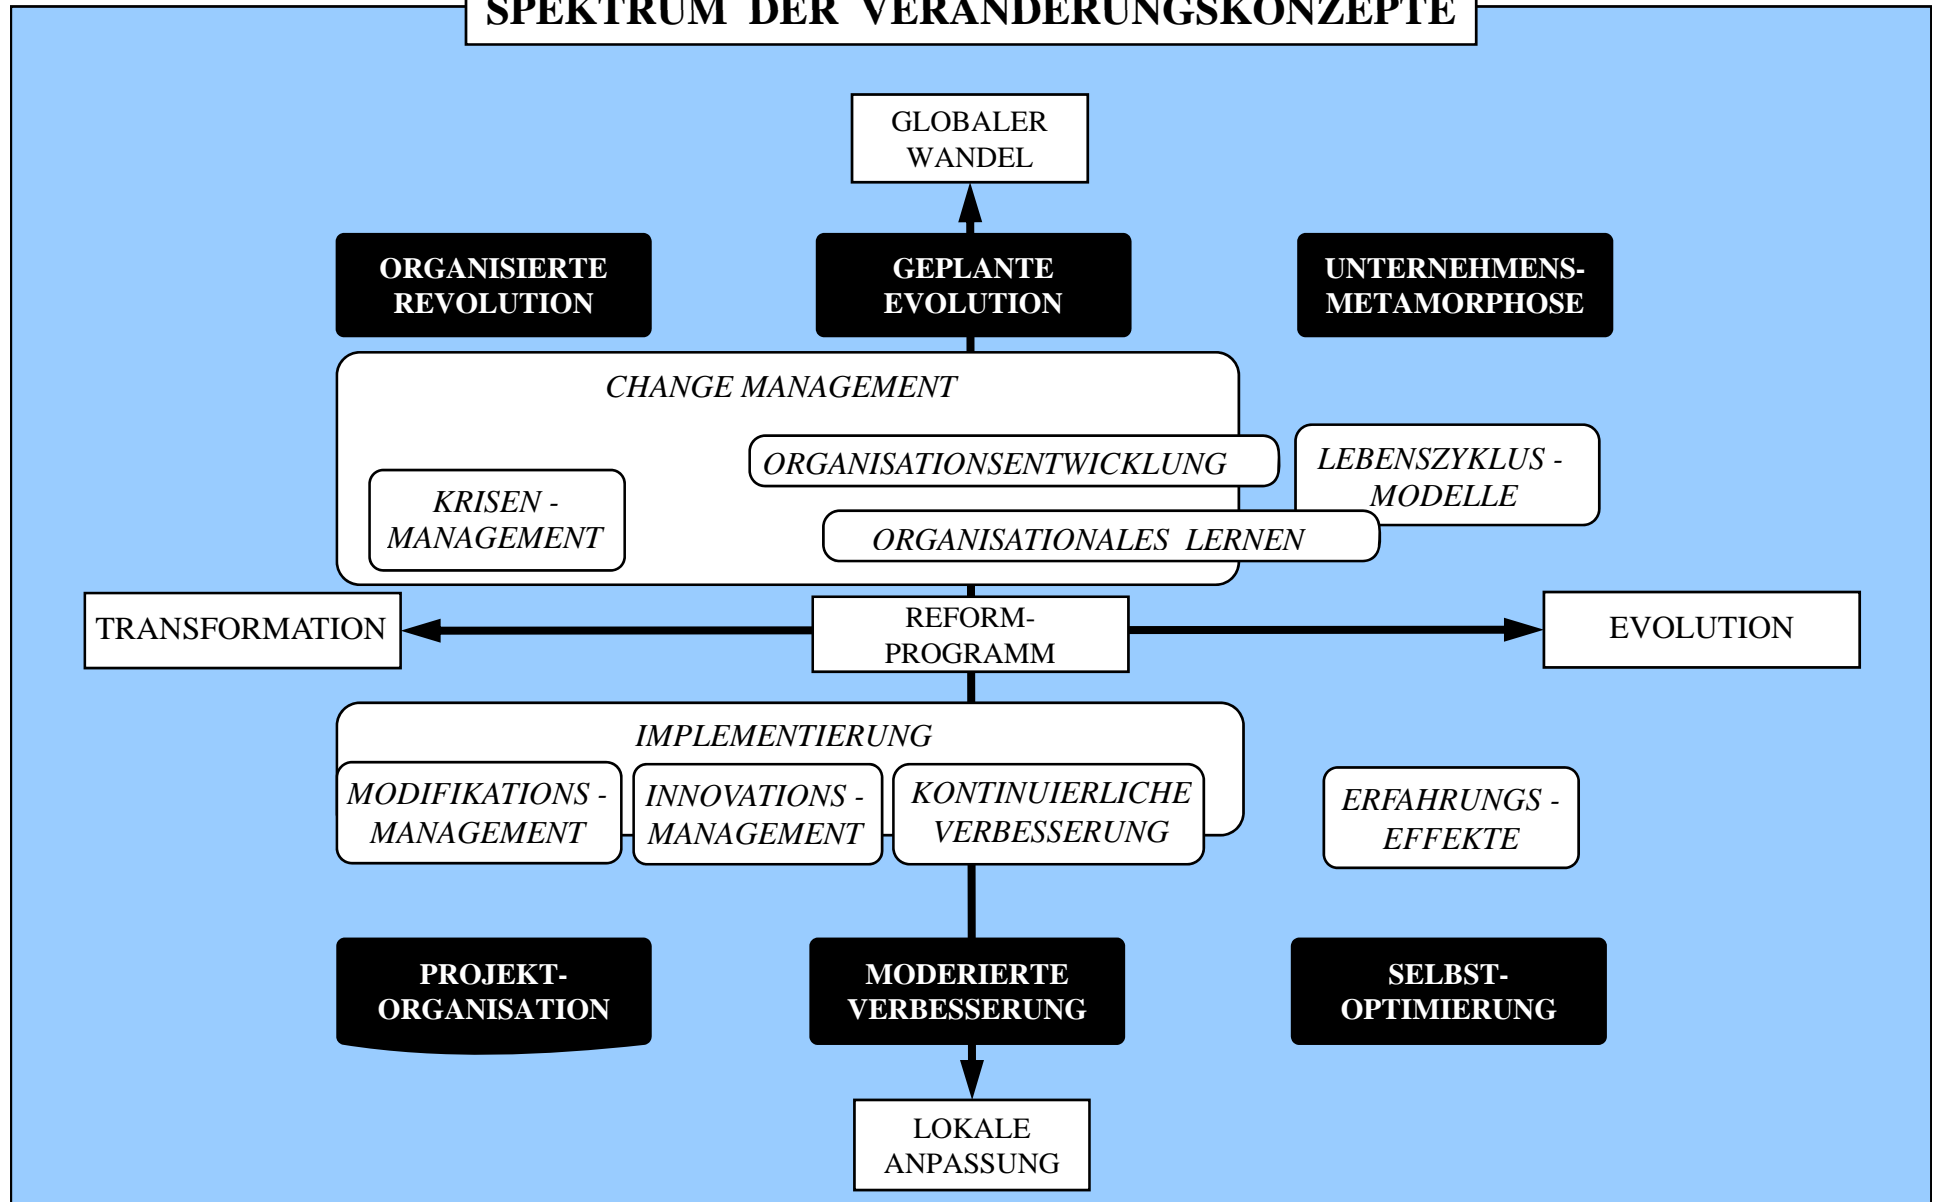 SPEKTRUM DER VERÄNDERUNGSKONZEPTE
GLOBALER
WANDEL
ORGANISIERTE
REVOLUTION
GEPLANTE
EVOLUTION
UNTERNEHMENS-
METAMORPHOSE
CHANGE MANAGEMENT
ORGANISATIONSENTWICKLUNG
LEBENSZYKLUS -
MODELLE
KRISEN -
MANAGEMENT
ORGANISATIONALES LERNEN
TRANSFORMATION
REFORM-
PROGRAMM
EVOLUTION
IMPLEMENTIERUNG
MODIFIKATIONS -
MANAGEMENT
INNOVATIONS -
MANAGEMENT
KONTINUIERLICHE
VERBESSERUNG
ERFAHRUNGS -
EFFEKTE
PROJEKT-
ORGANISATION
MODERIERTE
VERBESSERUNG
SELBST-
OPTIMIERUNG
LOKALE
ANPASSUNG